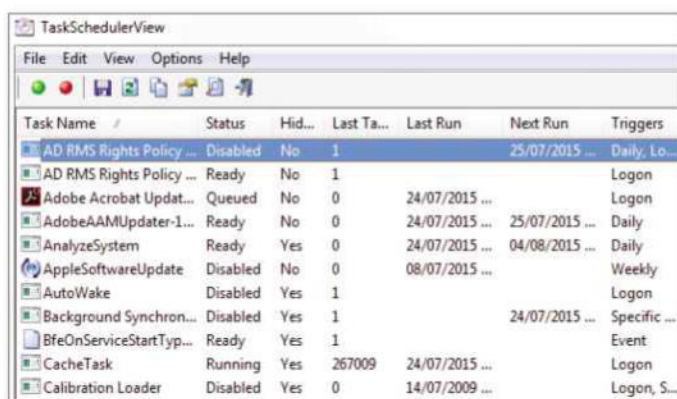 TaskSchedulerView
File Edit View Options Help
Task Name / Status Hid... Last Ta... Last Run Next Run Triggers
AD RMS Rights Policy ... Disabled No 1 25/07/2015 ... Daily, Lo...
AD RMS Rights Policy ... Ready No 1 Logon
Adobe Acrobat Updat... Queued No 0 24/07/2015 ... Logon
AdobeAAMUpdater-1... Ready No 0 24/07/2015 ... 25/07/2015 ... Daily
AnalyzeSystem Ready Yes 0 24/07/2015 ... 04/08/2015 ... Daily
AppleSoftwareUpdate Disabled No 0 08/07/2015 ... Weekly
AutoWake Disabled Yes 1 Logon
Background Synchron... Disabled Yes 1 24/07/2015 ... Specific ...
BfeOnServiceStartTyp... Ready Yes 1 Event
CacheTask Running Yes 267009 24/07/2015 ... Logon
Calibration Loader Disabled Yes 0 14/07/2009 ... Logon, S...